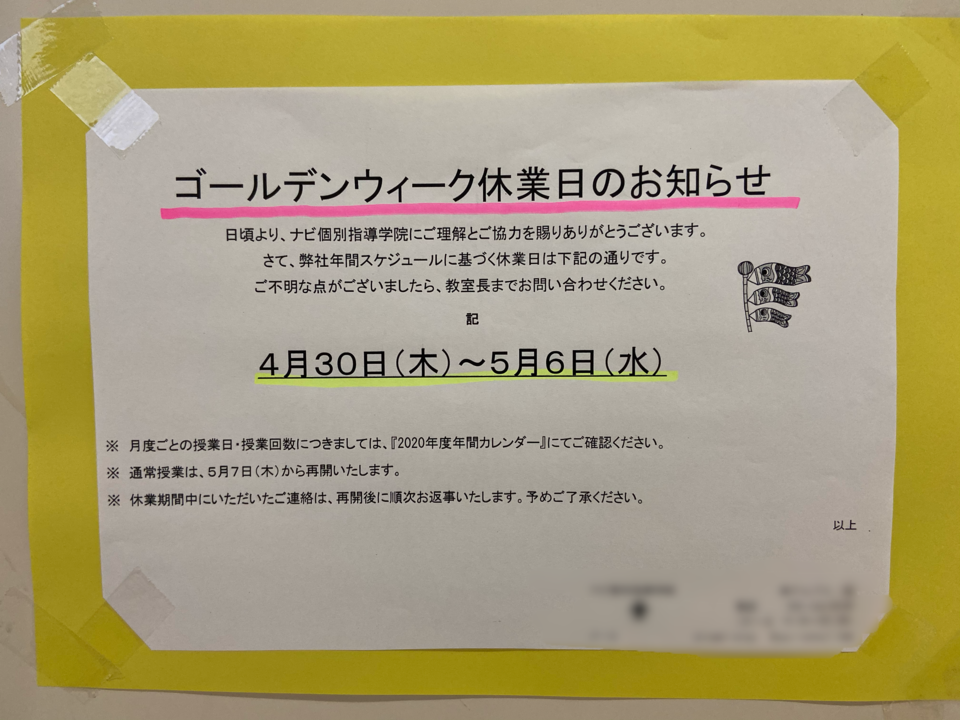 ゴールデンウィーク休業日のお知らせ
日頃より、ナビ個別指導学院にご理解とご協力を賜りありがとうございます。
さて、弊社年間スケジュールに基づく休業日は下記の通りです。
ご不明な点がございましたら、教室長までお問い合わせください。
記
４月３０日（木）～５月６日（水）
※ 月度ごとの授業日・授業回数につきましては、『2020年度年間カレンダー』にてご確認ください。
※ 通常授業は、５月７日（木）から再開いたします。
※ 休業期間中にいただいたご連絡は、再開後に順次お返事いたします。予めご了承ください。
以上